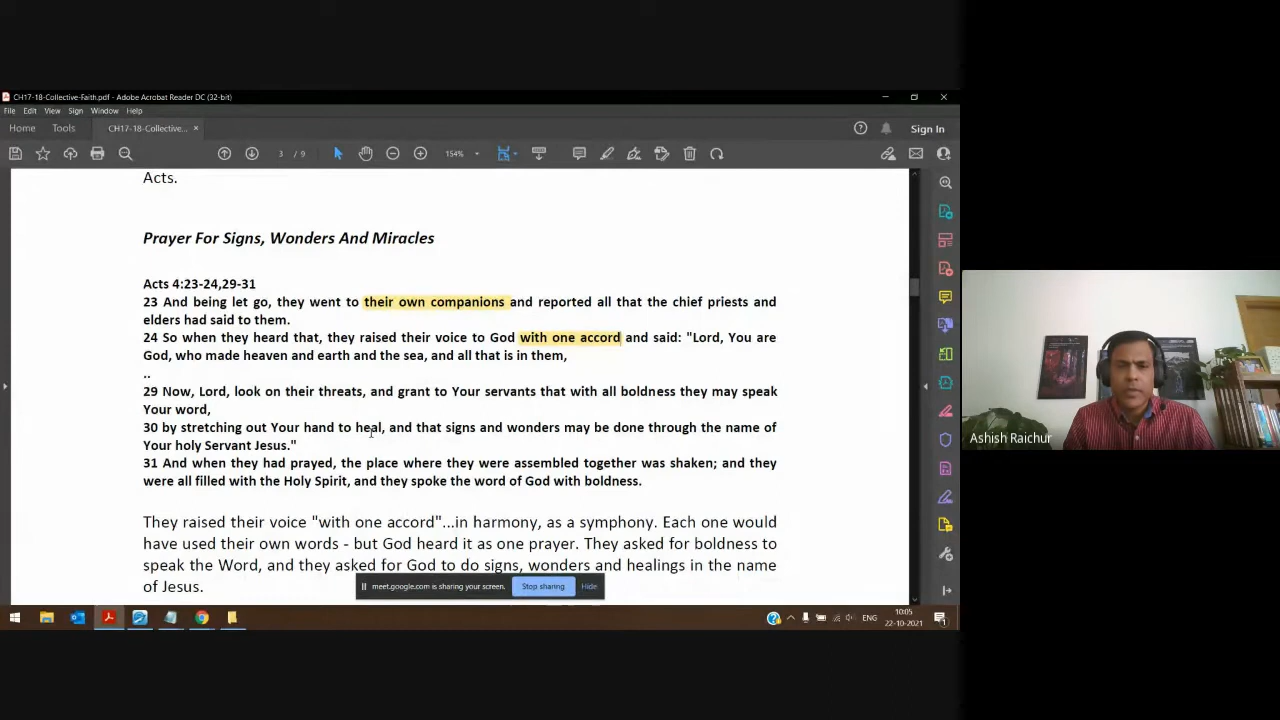 CH17-18-Collective-Faith.pdf - Adobe Acrobat Reader DC (32-bit)
File Edit View Sign Window Help
Home Tools CH17-18-Collective... × Sign In
3 / 9 154%
Acts.
Prayer For Signs, Wonders And Miracles
Acts 4:23-24,29-31
23 And being let go, they went to their own companions and reported all that the chief priests and
elders had said to them.
24 So when they heard that, they raised their voice to God with one accord and said: "Lord, You are
God, who made heaven and earth and the sea, and all that is in them,
..
29 Now, Lord, look on their threats, and grant to Your servants that with all boldness they may speak
Your word,
30 by stretching out Your hand to heal, and that signs and wonders may be done through the name of
Your holy Servant Jesus."
31 And when they had prayed, the place where they were assembled together was shaken; and they
were all filled with the Holy Spirit, and they spoke the word of God with boldness.
They raised their voice "with one accord"...in harmony, as a symphony. Each one would
have used their own words - but God heard it as one prayer. They asked for boldness to
speak the Word, and they asked for God to do signs, wonders and healings in the name
of Jesus.
meet.google.com is sharing your screen. Stop sharing Hide
ENG 10:05
22-10-2021
Ashish Raichur